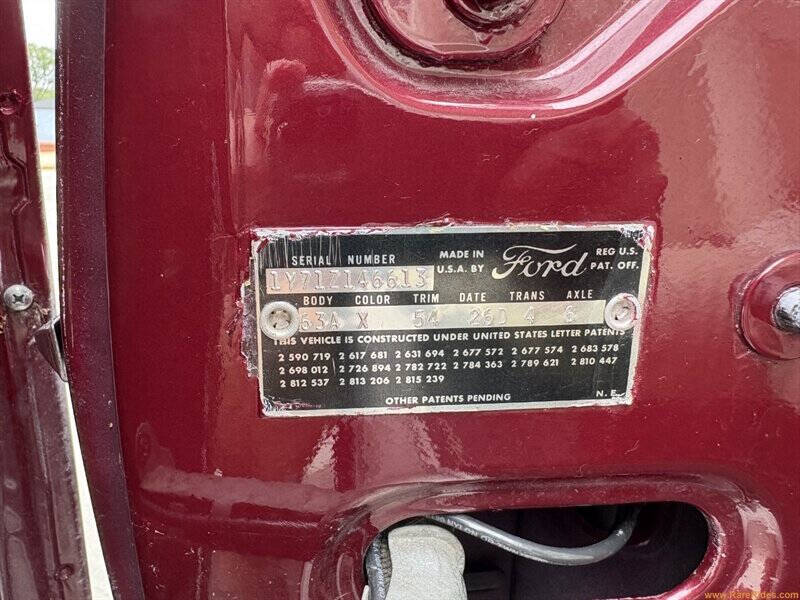 SERIAL NUMBER MADE IN U.S.A. BY Ford REG U.S. PAT. OFF.
1Y71Z146613
BODY COLOR TRIM DATE TRANS AXLE
63A X 54 26D 4
THIS VEHICLE IS CONSTRUCTED UNDER UNITED STATES LETTER PATENTS
2 590 719 2 617 681 2 631 694 2 677 572 2 677 574 2 683 578
2 698 012 2 726 894 2 782 722 2 784 363 2 789 621 2 810 447
2 812 537 2 813 206 2 815 239
OTHER PATENTS PENDING N. E.
NYLON
www.RareRides.com